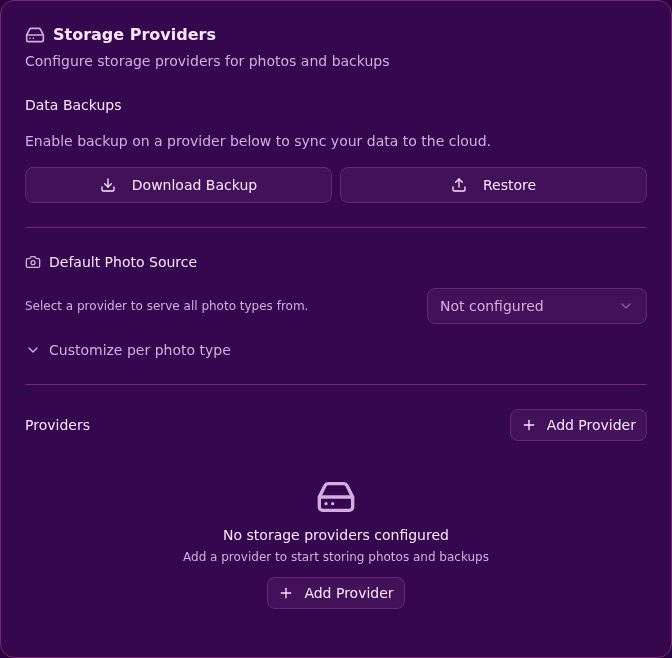 Storage Providers
Configure storage providers for photos and backups
Data Backups
Enable backup on a provider below to sync your data to the cloud.
Download Backup
Restore
Default Photo Source
Select a provider to serve all photo types from.
Not configured
Customize per photo type
Providers
Add Provider
No storage providers configured
Add a provider to start storing photos and backups
Add Provider